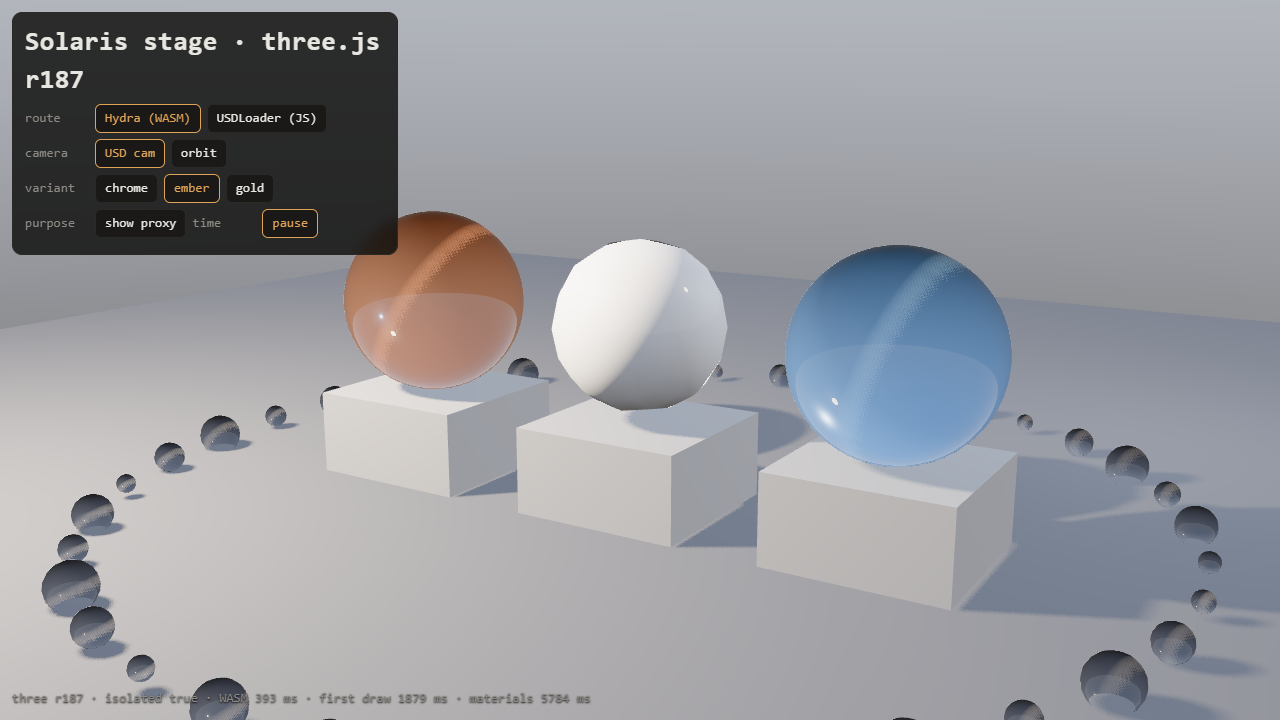 Solaris stage · three.js
r187
route Hydra (WASM) USDLoader (JS)
camera USD cam orbit
variant chrome ember gold
purpose show proxy time pause
three r187 · isolated true · WASM 393 ms · first draw 1879 ms · materials 5784 ms